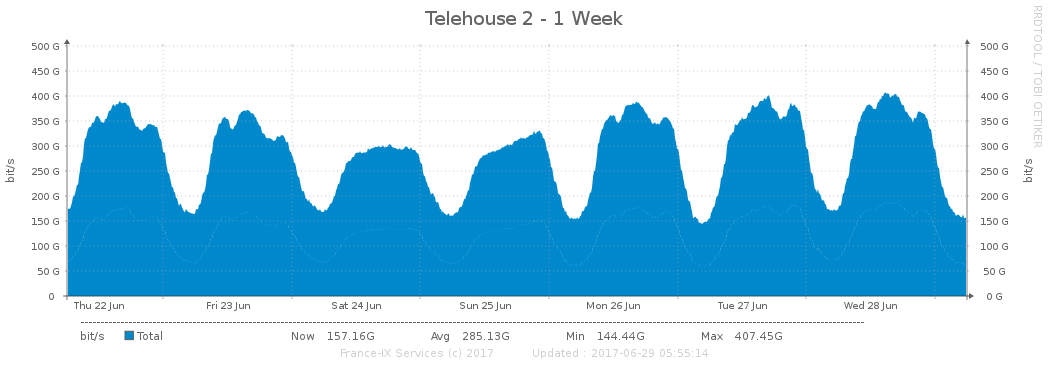 Telehouse 2 - 1 Week
RRDTOOL / TOBI OETIKER
500 G 500 G
450 G 450 G
400 G 400 G
350 G 350 G
300 G 300 G
250 G 250 G
200 G 200 G
150 G 150 G
100 G 100 G
50 G 50 G
0 0 G
bit/s bit/s
Thu 22 Jun Fri 23 Jun Sat 24 Jun Sun 25 Jun Mon 26 Jun Tue 27 Jun Wed 28 Jun
bit/s Total Now 157.16G Avg 285.13G Min 144.44G Max 407.45G
France-IX Services (c) 2017 Updated : 2017-06-29 05:55:14